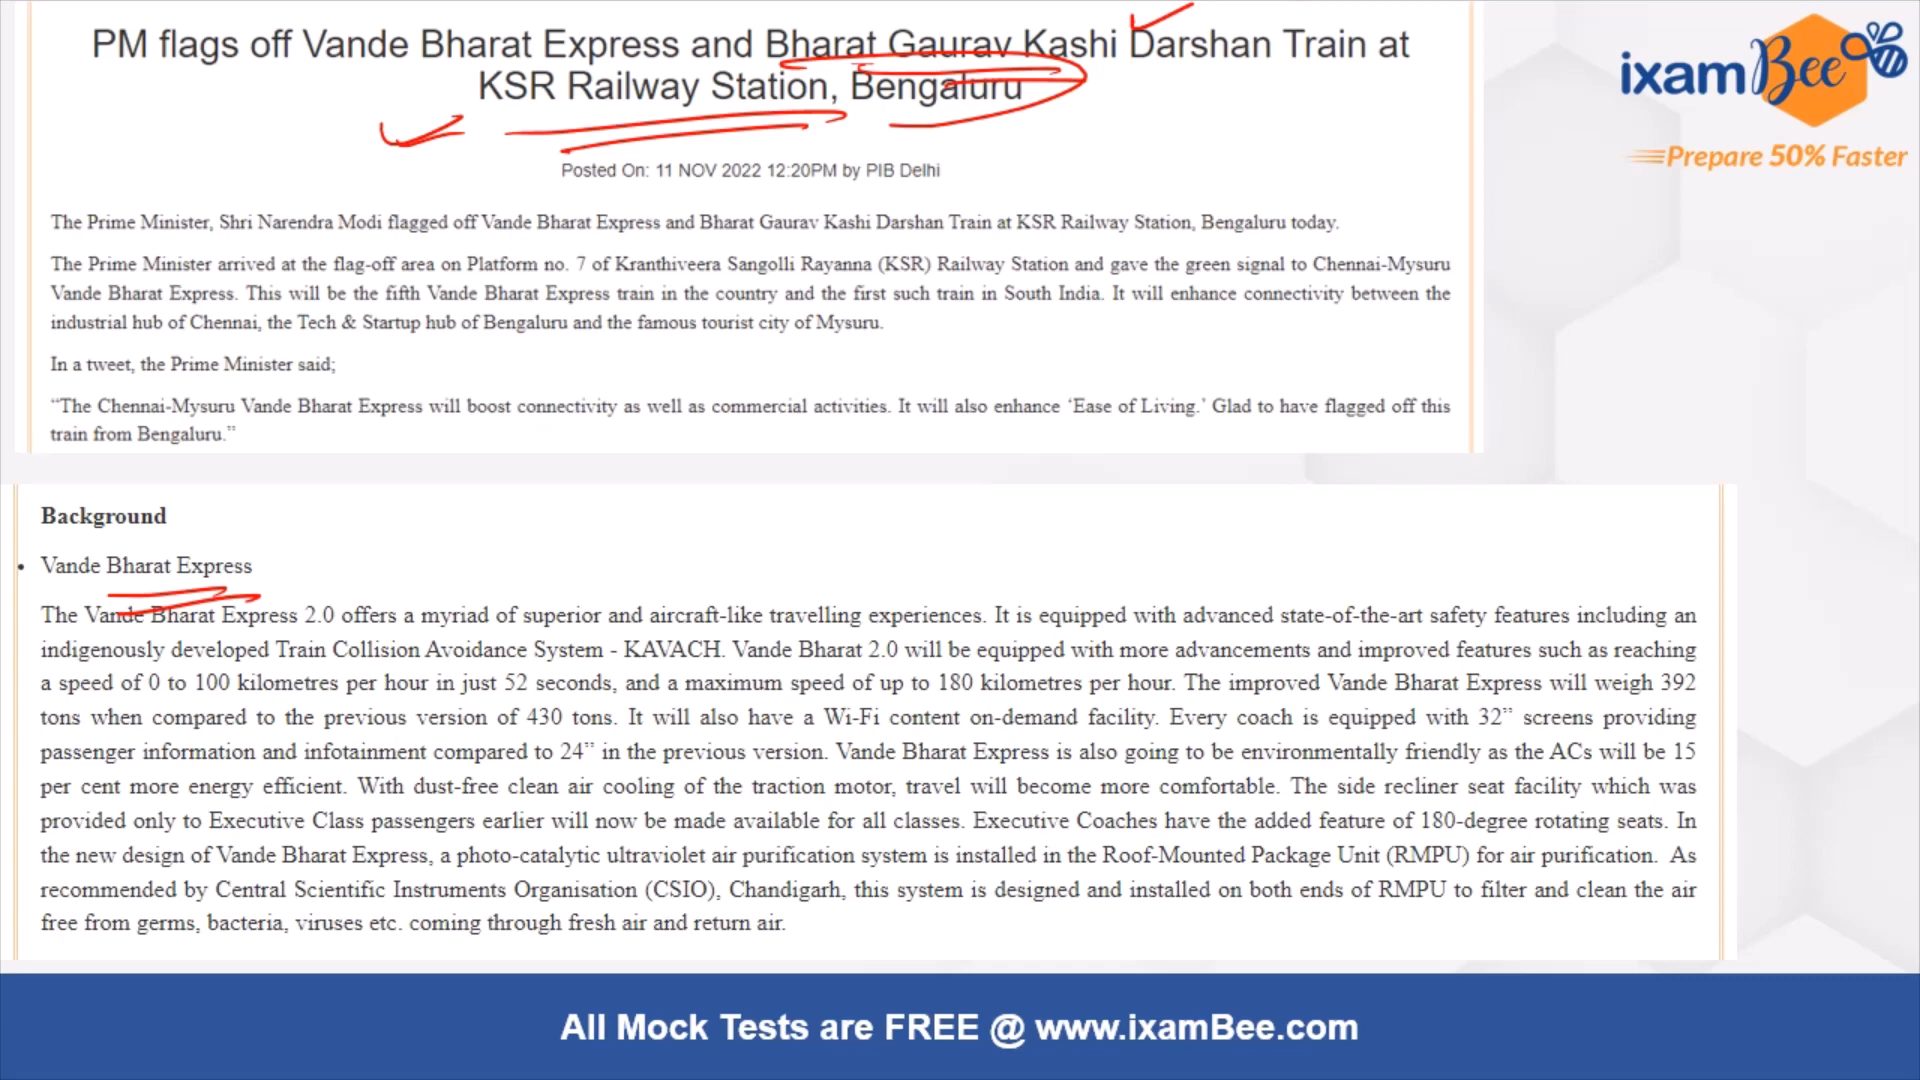 PM flags off Vande Bharat Express and Bharat Gaurav Kashi Darshan Train at
KSR Railway Station, Bengaluru
Posted On: 11 NOV 2022 12:20PM by PIB Delhi
The Prime Minister, Shri Narendra Modi flagged off Vande Bharat Express and Bharat Gaurav Kashi Darshan Train at KSR Railway Station, Bengaluru today.
The Prime Minister arrived at the flag-off area on Platform no. 7 of Kranthiveera Sangolli Rayanna (KSR) Railway Station and gave the green signal to Chennai-Mysuru
Vande Bharat Express. This will be the fifth Vande Bharat Express train in the country and the first such train in South India. It will enhance connectivity between the
industrial hub of Chennai, the Tech & Startup hub of Bengaluru and the famous tourist city of Mysuru.
In a tweet, the Prime Minister said;
“The Chennai-Mysuru Vande Bharat Express will boost connectivity as well as commercial activities. It will also enhance ‘Ease of Living.’ Glad to have flagged off this
train from Bengaluru.”
ixamBee
Prepare 50% Faster
Background
• Vande Bharat Express
The Vande Bharat Express 2.0 offers a myriad of superior and aircraft-like travelling experiences. It is equipped with advanced state-of-the-art safety features including an
indigenously developed Train Collision Avoidance System - KAVACH. Vande Bharat 2.0 will be equipped with more advancements and improved features such as reaching
a speed of 0 to 100 kilometres per hour in just 52 seconds, and a maximum speed of up to 180 kilometres per hour. The improved Vande Bharat Express will weigh 392
tons when compared to the previous version of 430 tons. It will also have a Wi-Fi content on-demand facility. Every coach is equipped with 32” screens providing
passenger information and infotainment compared to 24” in the previous version. Vande Bharat Express is also going to be environmentally friendly as the ACs will be 15
per cent more energy efficient. With dust-free clean air cooling of the traction motor, travel will become more comfortable. The side recliner seat facility which was
provided only to Executive Class passengers earlier will now be made available for all classes. Executive Coaches have the added feature of 180-degree rotating seats. In
the new design of Vande Bharat Express, a photo-catalytic ultraviolet air purification system is installed in the Roof-Mounted Package Unit (RMPU) for air purification. As
recommended by Central Scientific Instruments Organisation (CSIO), Chandigarh, this system is designed and installed on both ends of RMPU to filter and clean the air
free from germs, bacteria, viruses etc. coming through fresh air and return air.
All Mock Tests are FREE @ www.ixamBee.com